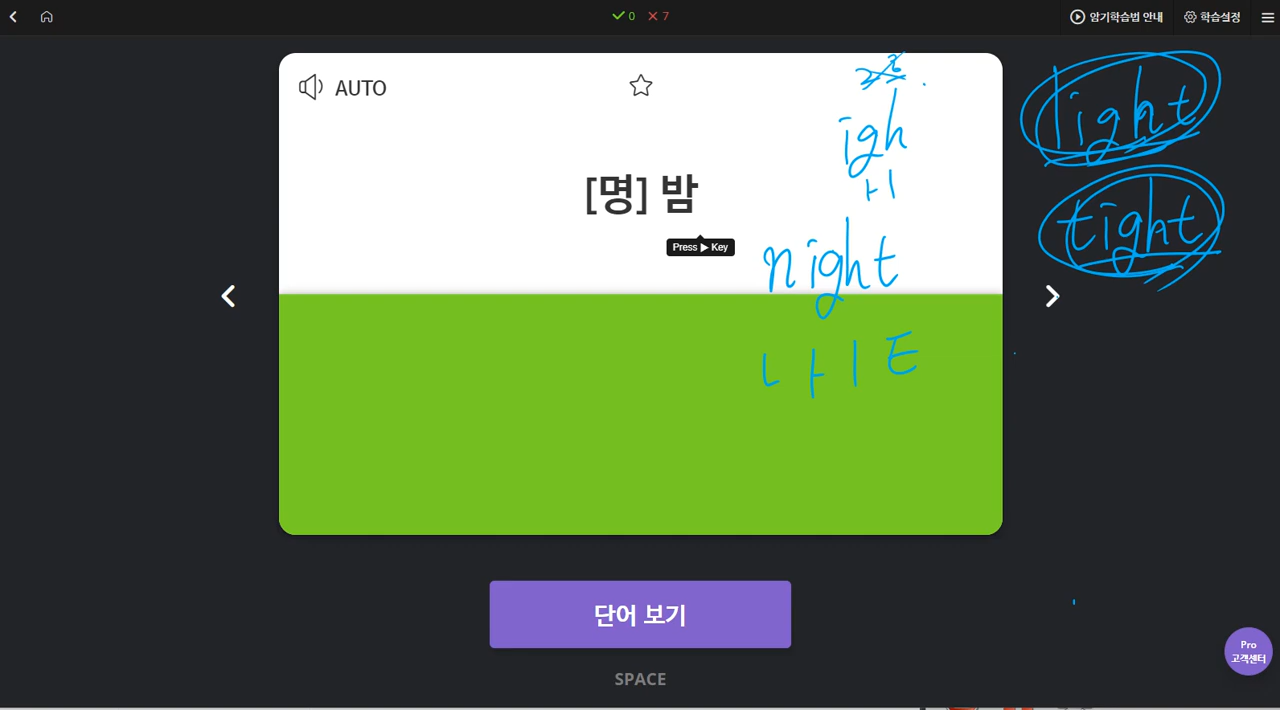 0 7 암기학습법 안내 학습설정
AUTO
[명] 밤
Press ▶ Key
igh
ㅏㅣ
night
ㄴㅏㅣㅌ
light
tight
단어 보기
SPACE
Pro
고객센터